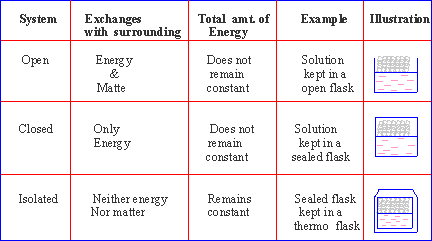 System Exchanges Total amt. of Example Illustration
with surrounding Energy
Open Energy Does not Solution
& remain kept in a
Matte constant open flask
Closed Only Does not Solution
Energy remain kept in a
constant sealed flask
Isolated Neither energy Remains Sealed flask
Nor matter constant kept in a
thermo flask